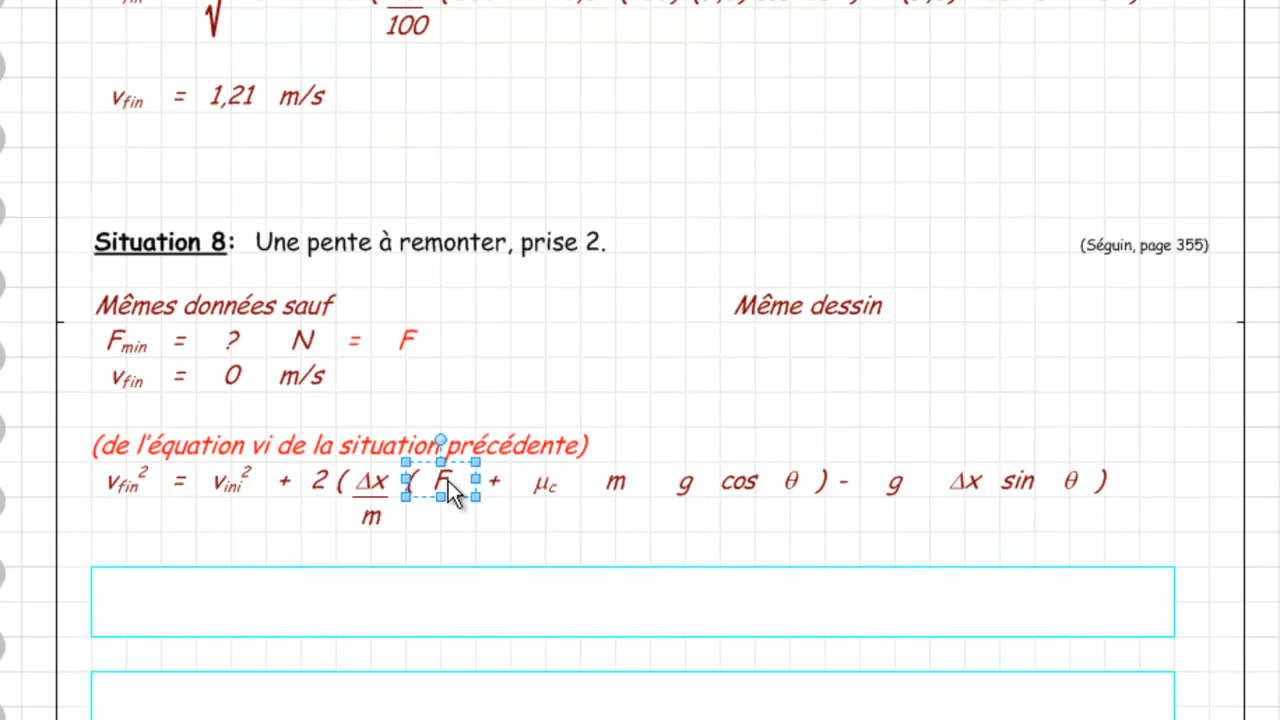 100
v_fin = 1,21 m/s
Situation 8: Une pente à remonter, prise 2. (Séguin, page 355)
Mêmes données sauf Même dessin
F_min = ? N = F
v_fin = 0 m/s
(de l'équation vi de la situation précédente)
v_fin² = v_ini² + 2 ( Δx ( F + μ_c m g cos θ ) - g Δx sin θ )
m